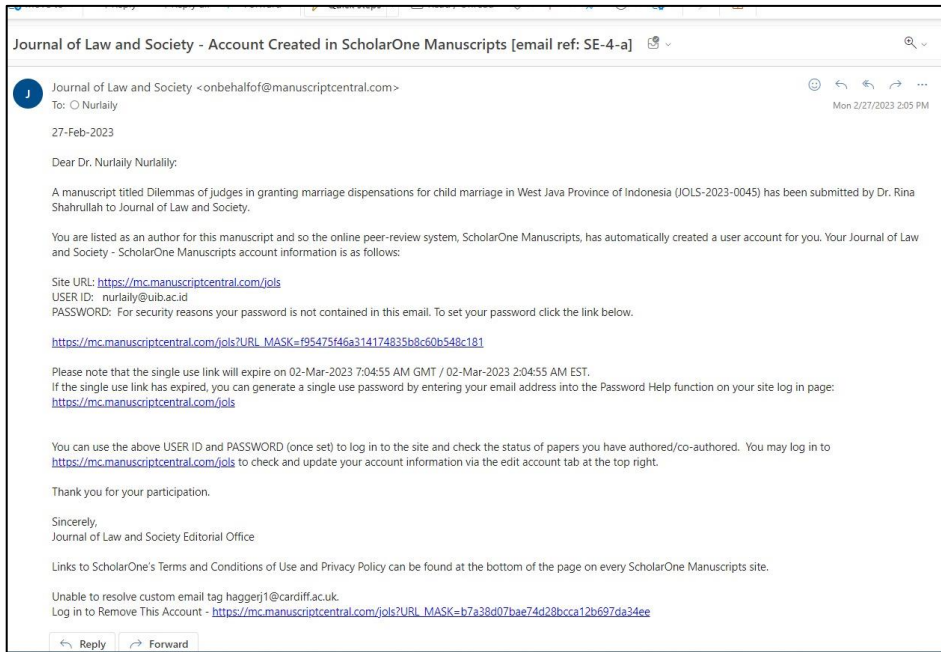 Journal of Law and Society - Account Created in ScholarOne Manuscripts [email ref: SE-4-a]
J
Journal of Law and Society <onbehalfof@manuscriptcentral.com>
To: Nurlaily
Mon 2/27/2023 2:05 PM
27-Feb-2023
Dear Dr. Nurlaily Nurlalily:
A manuscript titled Dilemmas of judges in granting marriage dispensations for child marriage in West Java Province of Indonesia (JOLS-2023-0045) has been submitted by Dr. Rina
Shahrullah to Journal of Law and Society.
You are listed as an author for this manuscript and so the online peer-review system, ScholarOne Manuscripts, has automatically created a user account for you. Your Journal of Law
and Society - ScholarOne Manuscripts account information is as follows:
Site URL: https://mc.manuscriptcentral.com/jols
USER ID: nurlaily@uib.ac.id
PASSWORD: For security reasons your password is not contained in this email. To set your password click the link below.
https://mc.manuscriptcentral.com/jols?URL_MASK=f95475f46a314174835b8c60b548c181
Please note that the single use link will expire on 02-Mar-2023 7:04:55 AM GMT / 02-Mar-2023 2:04:55 AM EST.
If the single use link has expired, you can generate a single use password by entering your email address into the Password Help function on your site log in page:
https://mc.manuscriptcentral.com/jols
You can use the above USER ID and PASSWORD (once set) to log in to the site and check the status of papers you have authored/co-authored. You may log in to
https://mc.manuscriptcentral.com/jols to check and update your account information via the edit account tab at the top right.
Thank you for your participation.
Sincerely,
Journal of Law and Society Editorial Office
Links to ScholarOne's Terms and Conditions of Use and Privacy Policy can be found at the bottom of the page on every ScholarOne Manuscripts site.
Unable to resolve custom email tag haggerj1@cardiff.ac.uk.
Log in to Remove This Account - https://mc.manuscriptcentral.com/jols?URL_MASK=b7a38d07bae74d28bcca12b697da34ee
Reply Forward